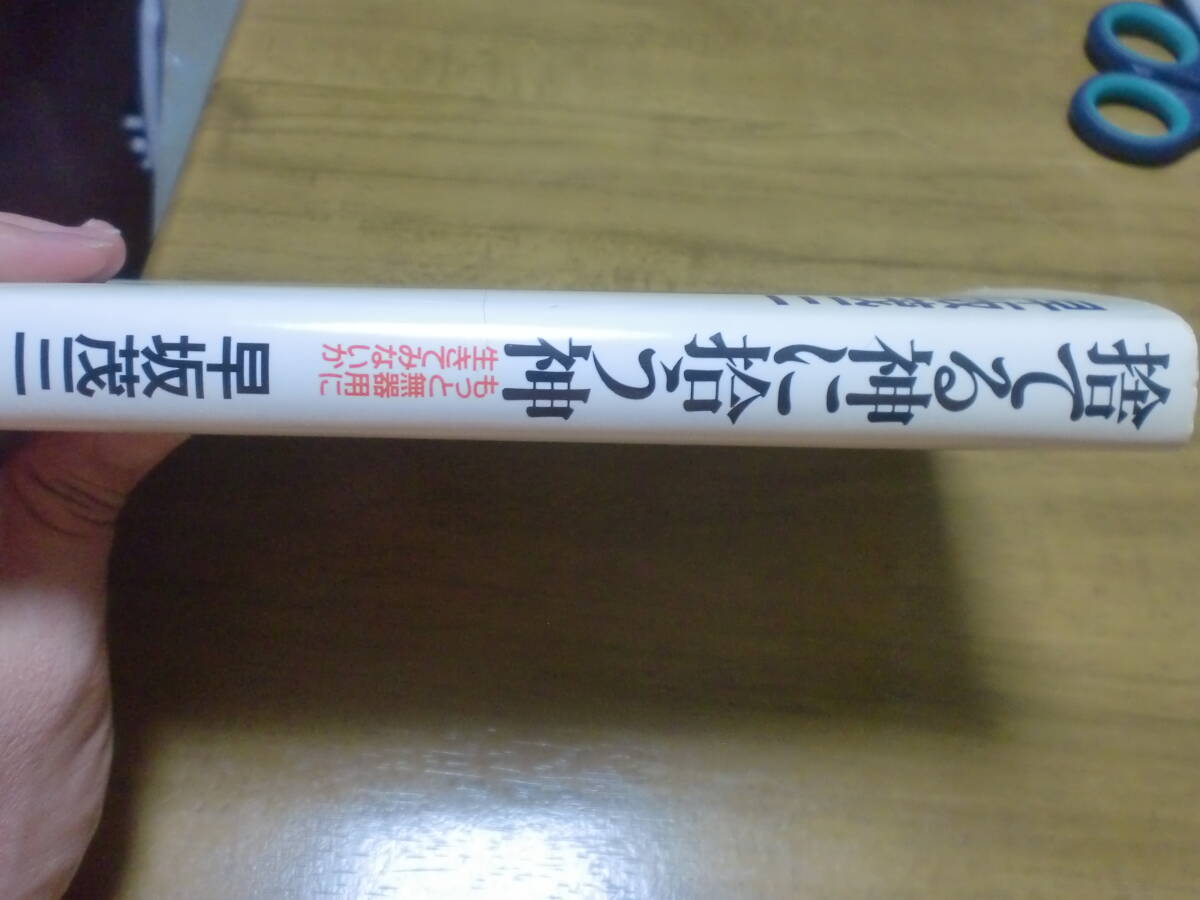 捨てる神に拾う神
もっと無器用に
生きてみないか
早坂茂三